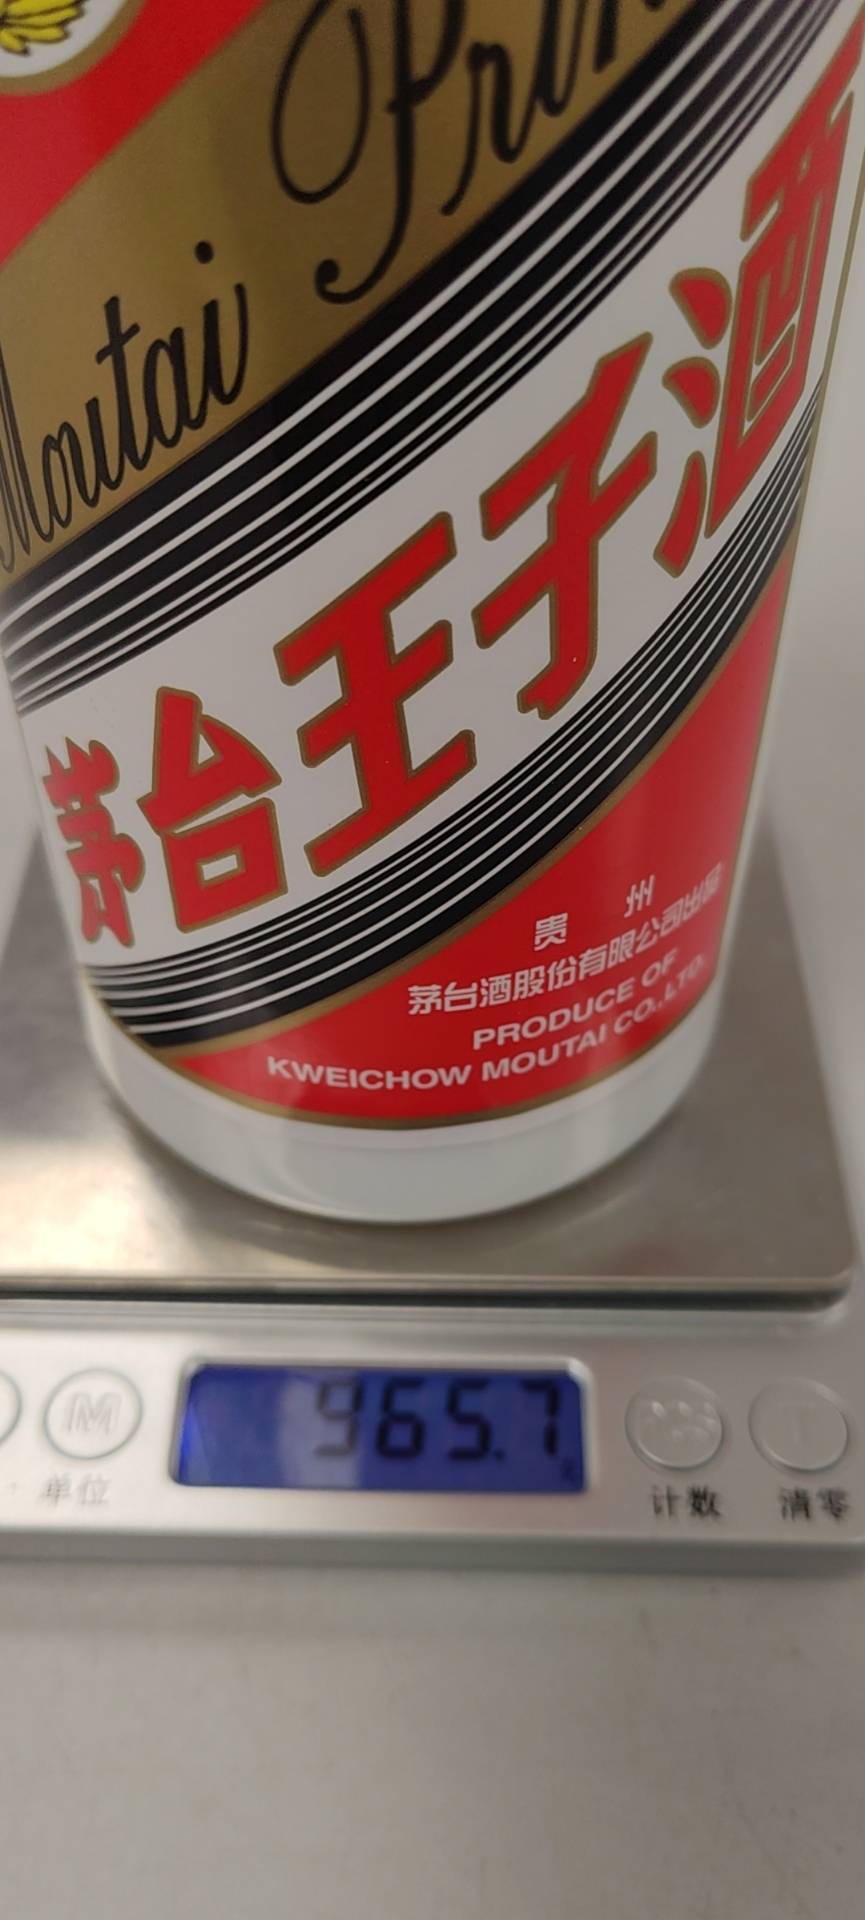 Moutai Prin
茅台王子酒
贵州
茅台酒股份有限公司出品
PRODUCE OF
KWEICHOW MOUTAI CO.,LTD.
965.7
M
T
单位
计数
清零